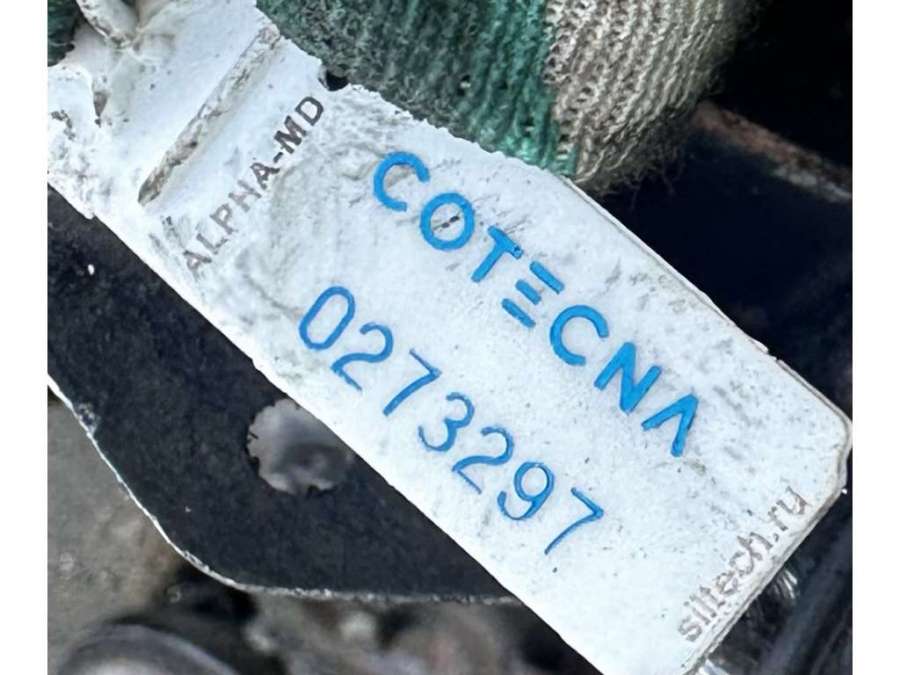 ALPHA-MD
COTECNA
0273297
siltech.ru